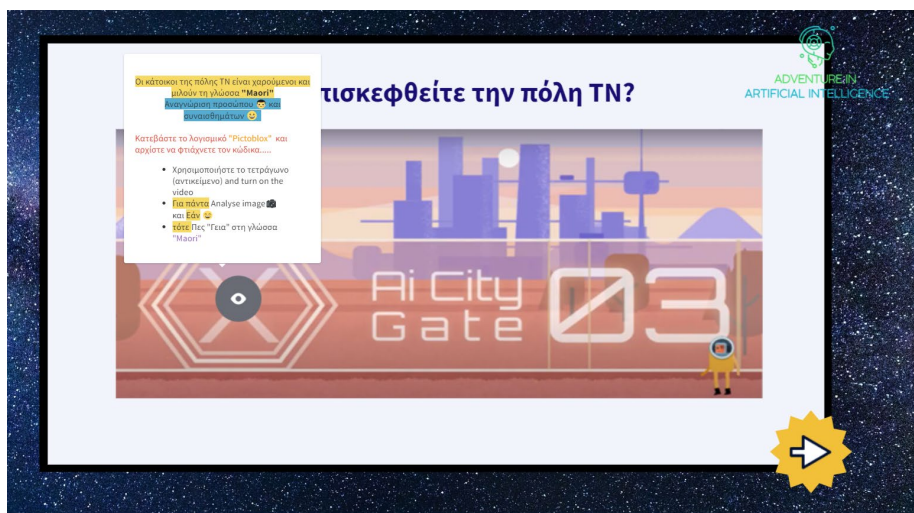 Οι κάτοικοι της πόλης ΤΝ είναι χαρούμενοι και
μιλούν τη γλώσσα "Maori"
Αναγνώριση προσώπου 👨 και
συναισθημάτων 😄
Κατεβάστε το λογισμικό "Pictoblox" και
αρχίστε να φτιάχνετε τον κώδικα.....
• Χρησιμοποιήστε το τετράγωνο
(αντικείμενο) and turn on the
video
• Για πάντα Analyse image📷
και Εάν 😄
• τότε Πες "Γεια" στη γλώσσα
"Maori"
πισκεφθείτε την πόλη ΤΝ?
ADVENTURE IN
ARTIFICIAL INTELLIGENCE
Ai City
Gate
03